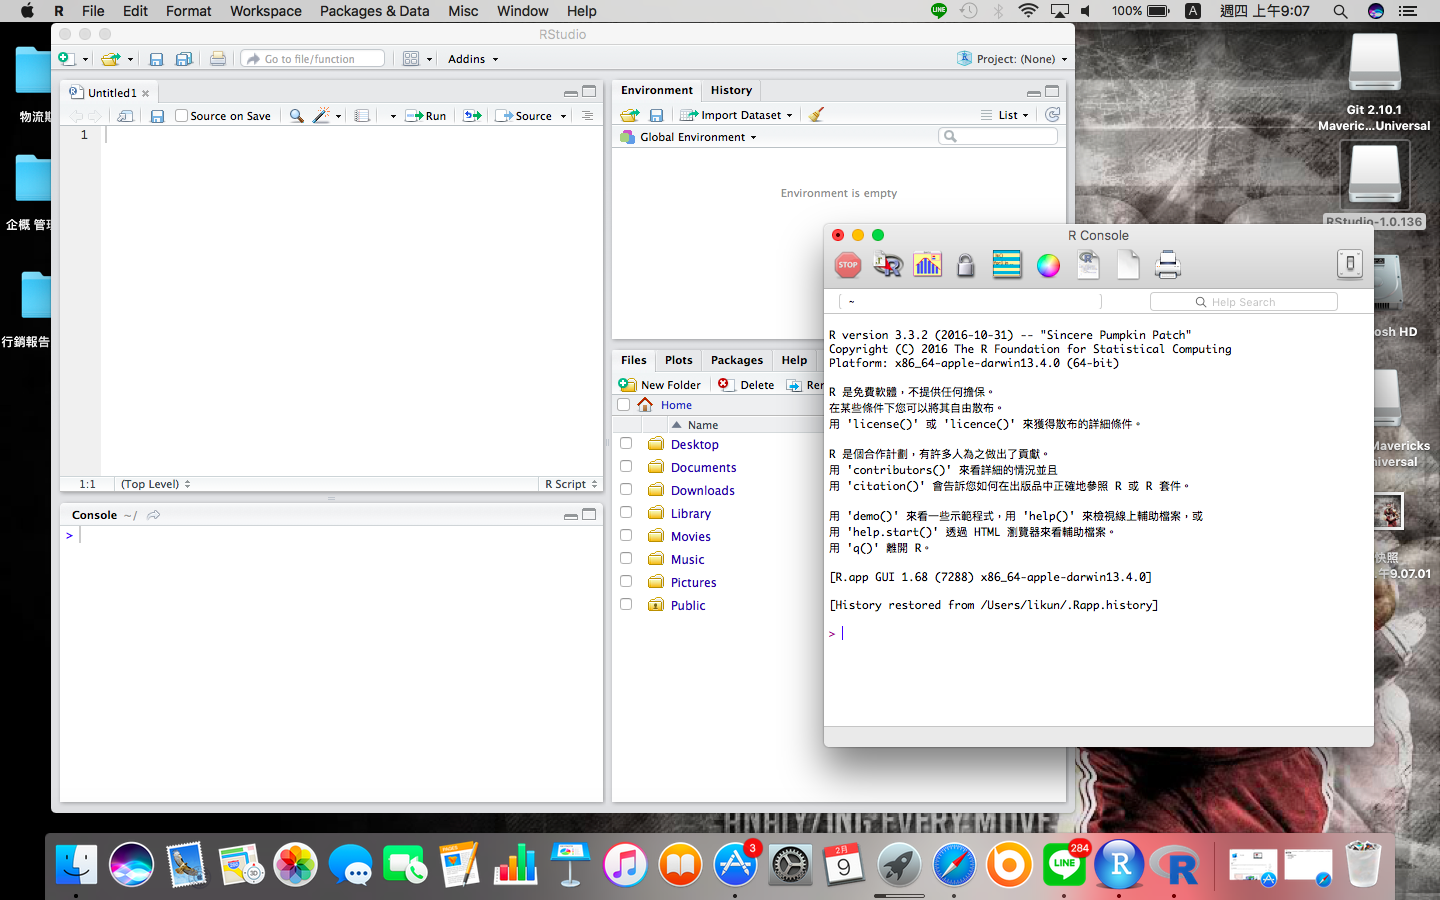 R File Edit Format Workspace Packages & Data Misc Window Help
LINE 100% A 週四 上午9:07
RStudio
Go to file/function Addins Project: (None)
Untitled1
Source on Save Run Source
1
1:1 (Top Level) R Script
Console ~/
>
Environment History
Import Dataset List
Global Environment
Environment is empty
Files Plots Packages Help
New Folder Delete Ren
Home
Name
Desktop
Documents
Downloads
Library
Movies
Music
Pictures
Public
R Console
STOP
~
Help Search
R version 3.3.2 (2016-10-31) -- "Sincere Pumpkin Patch"
Copyright (C) 2016 The R Foundation for Statistical Computing
Platform: x86_64-apple-darwin13.4.0 (64-bit)
R 是免費軟體，不提供任何擔保。
在某些條件下您可以將其自由散布。
用 'license()' 或 'licence()' 來獲得散布的詳細條件。
R 是個合作計劃，有許多人為之做出了貢獻。
用 'contributors()' 來看詳細的情況並且
用 'citation()' 會告訴您如何在出版品中正確地參照 R 或 R 套件。
用 'demo()' 來看一些示範程式，用 'help()' 來檢視線上輔助檔案，或
用 'help.start()' 透過 HTML 瀏覽器來看輔助檔案。
用 'q()' 離開 R。
[R.app GUI 1.68 (7288) x86_64-apple-darwin13.4.0]
[History restored from /Users/likun/.Rapp.history]
>
物流期
企概 管理
行銷報告
Git 2.10.1
Maveric...Universal
RStudio-1.0.136
osh HD
Mavericks
niversal
快照
午9.07.01
ANALYZING EVERY MOVE
PAGES
3D
3
2月
9
LINE
284
R
R